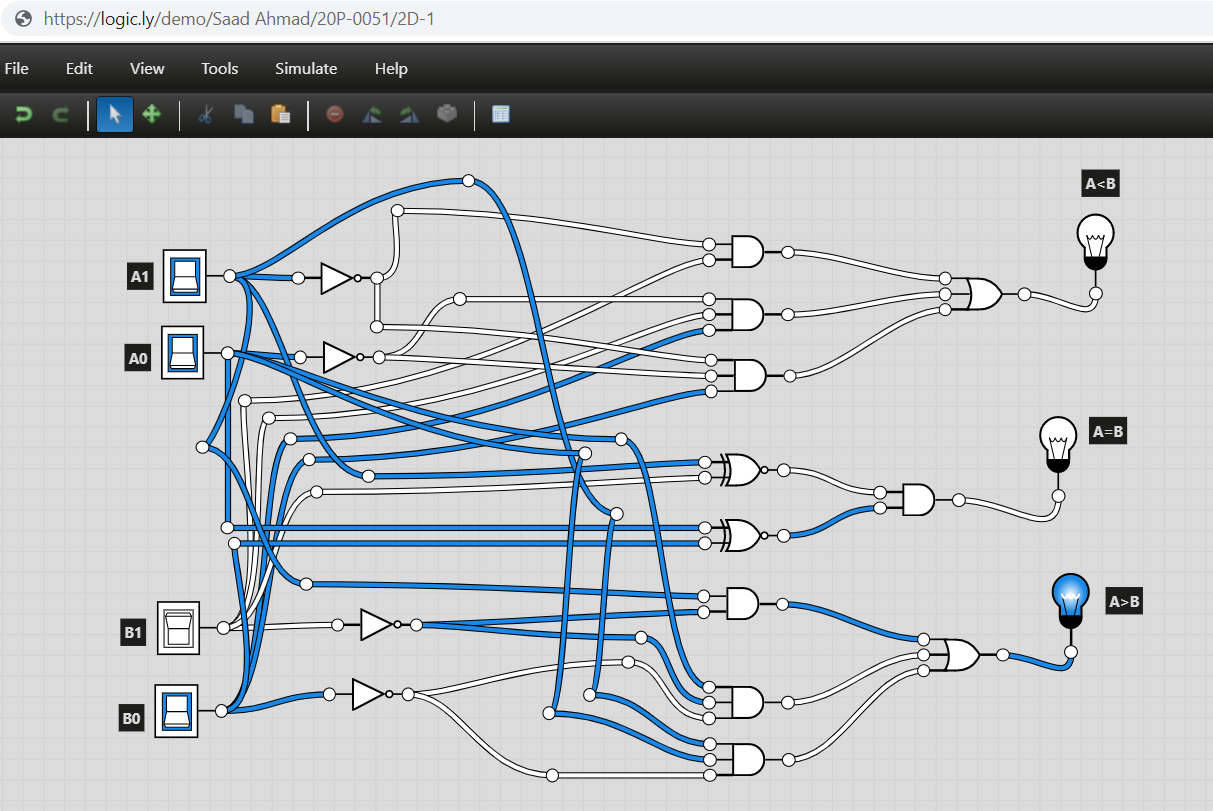 https://logic.ly/demo/Saad Ahmad/20P-0051/2D-1
File Edit View Tools Simulate Help
A<B
A1
A0
A=B
A>B
B1
B0